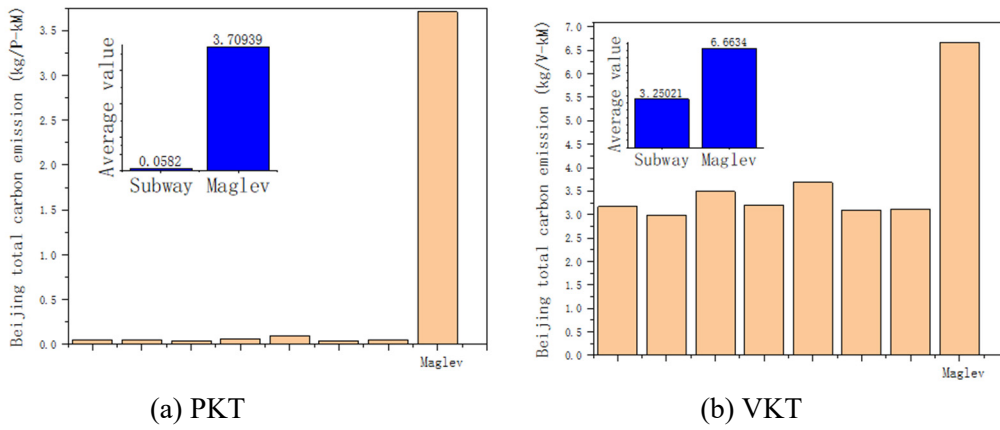 Beijing total carbon emission (kg/P-kM)
3.5
3.0
2.5
2.0
1.5
1.0
0.5
0.0
Average value
3.70939
0.0582
Subway Maglev
Maglev
(a) PKT
Beijing total carbon emission (kg/V-kM)
7.0
6.5
6.0
5.5
5.0
4.5
4.0
3.5
3.0
2.5
2.0
1.5
1.0
0.5
0.0
Average value
6.6634
3.25021
Subway Maglev
Maglev
(b) VKT